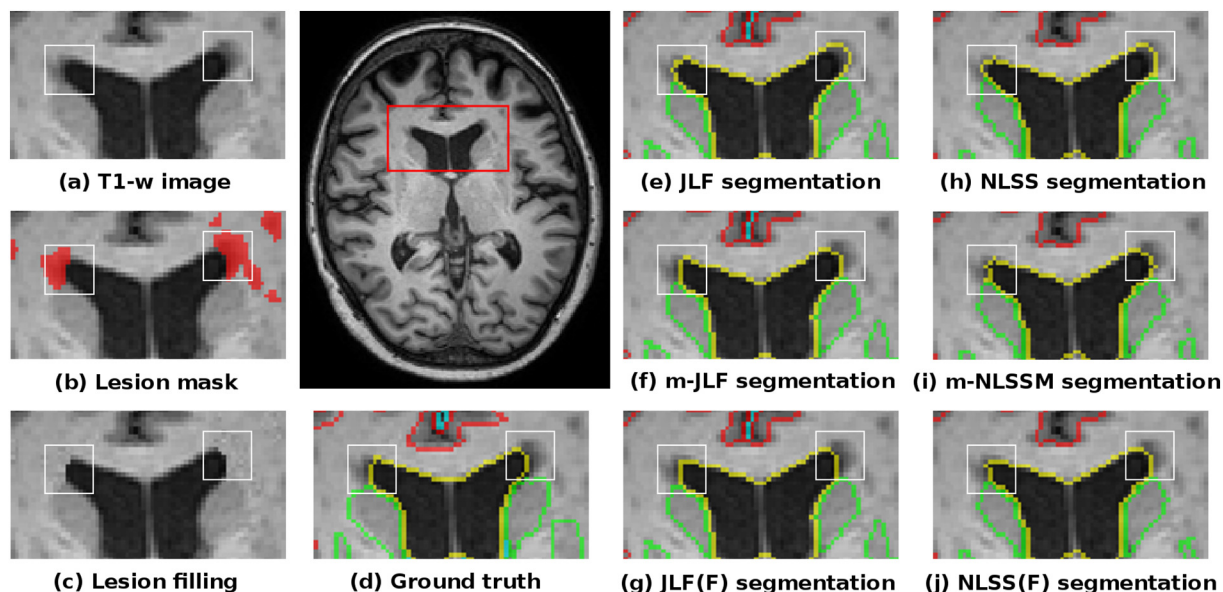 (a) T1-w image
(b) Lesion mask
(c) Lesion filling
(d) Ground truth
(e) JLF segmentation
(f) m-JLF segmentation
(g) JLF(F) segmentation
(h) NLSS segmentation
(i) m-NLSSM segmentation
(j) NLSS(F) segmentation